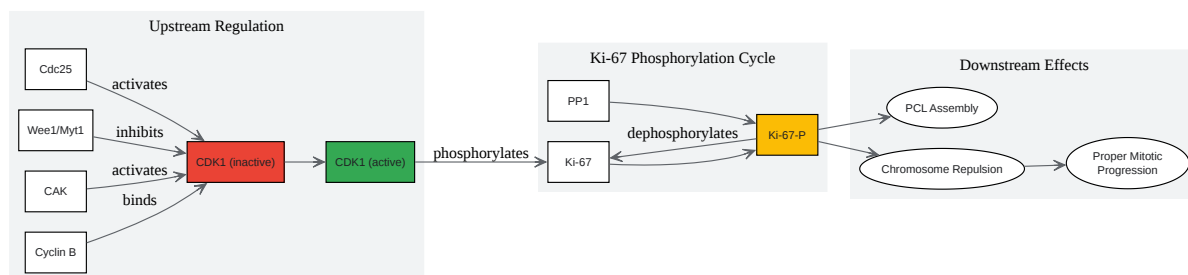 Upstream Regulation
Cdc25
activates
Wee1/Myt1
inhibits
CDK1 (inactive)
CAK
activates
binds
Cyclin B
CDK1 (active)
phosphorylates
Ki-67 Phosphorylation Cycle
PP1
dephosphorylates
Ki-67
Ki-67-P
Downstream Effects
PCL Assembly
Chromosome Repulsion
Proper Mitotic
Progression